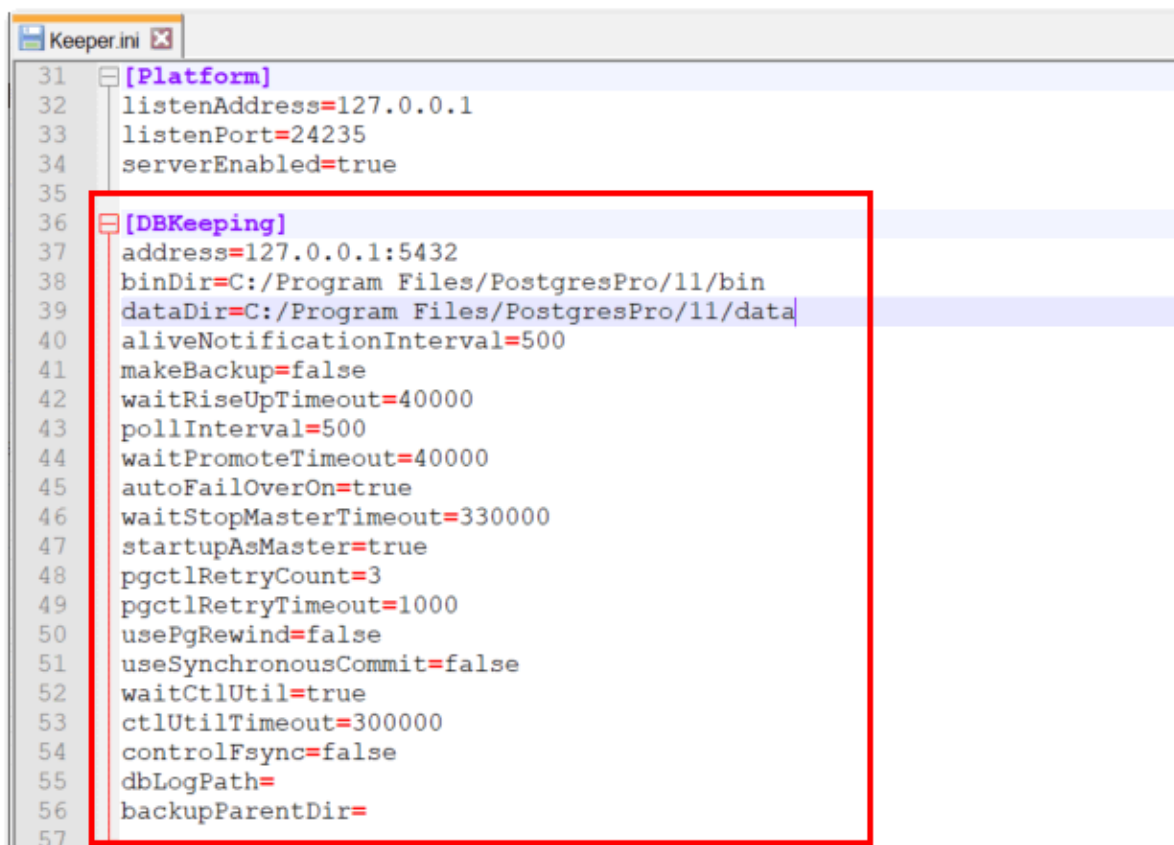 Keeper.ini
31 [Platform]
32 listenAddress=127.0.0.1
33 listenPort=24235
34 serverEnabled=true
35
36 [DBKeeping]
37 address=127.0.0.1:5432
38 binDir=C:/Program Files/PostgresPro/11/bin
39 dataDir=C:/Program Files/PostgresPro/11/data
40 aliveNotificationInterval=500
41 makeBackup=false
42 waitRiseUpTimeout=40000
43 pollInterval=500
44 waitPromoteTimeout=40000
45 autoFailOverOn=true
46 waitStopMasterTimeout=330000
47 startupAsMaster=true
48 pgctlRetryCount=3
49 pgctlRetryTimeout=1000
50 usePgRewind=false
51 useSynchronousCommit=false
52 waitCtlUtil=true
53 ctlUtilTimeout=300000
54 controlFsync=false
55 dbLogPath=
56 backupParentDir=
57